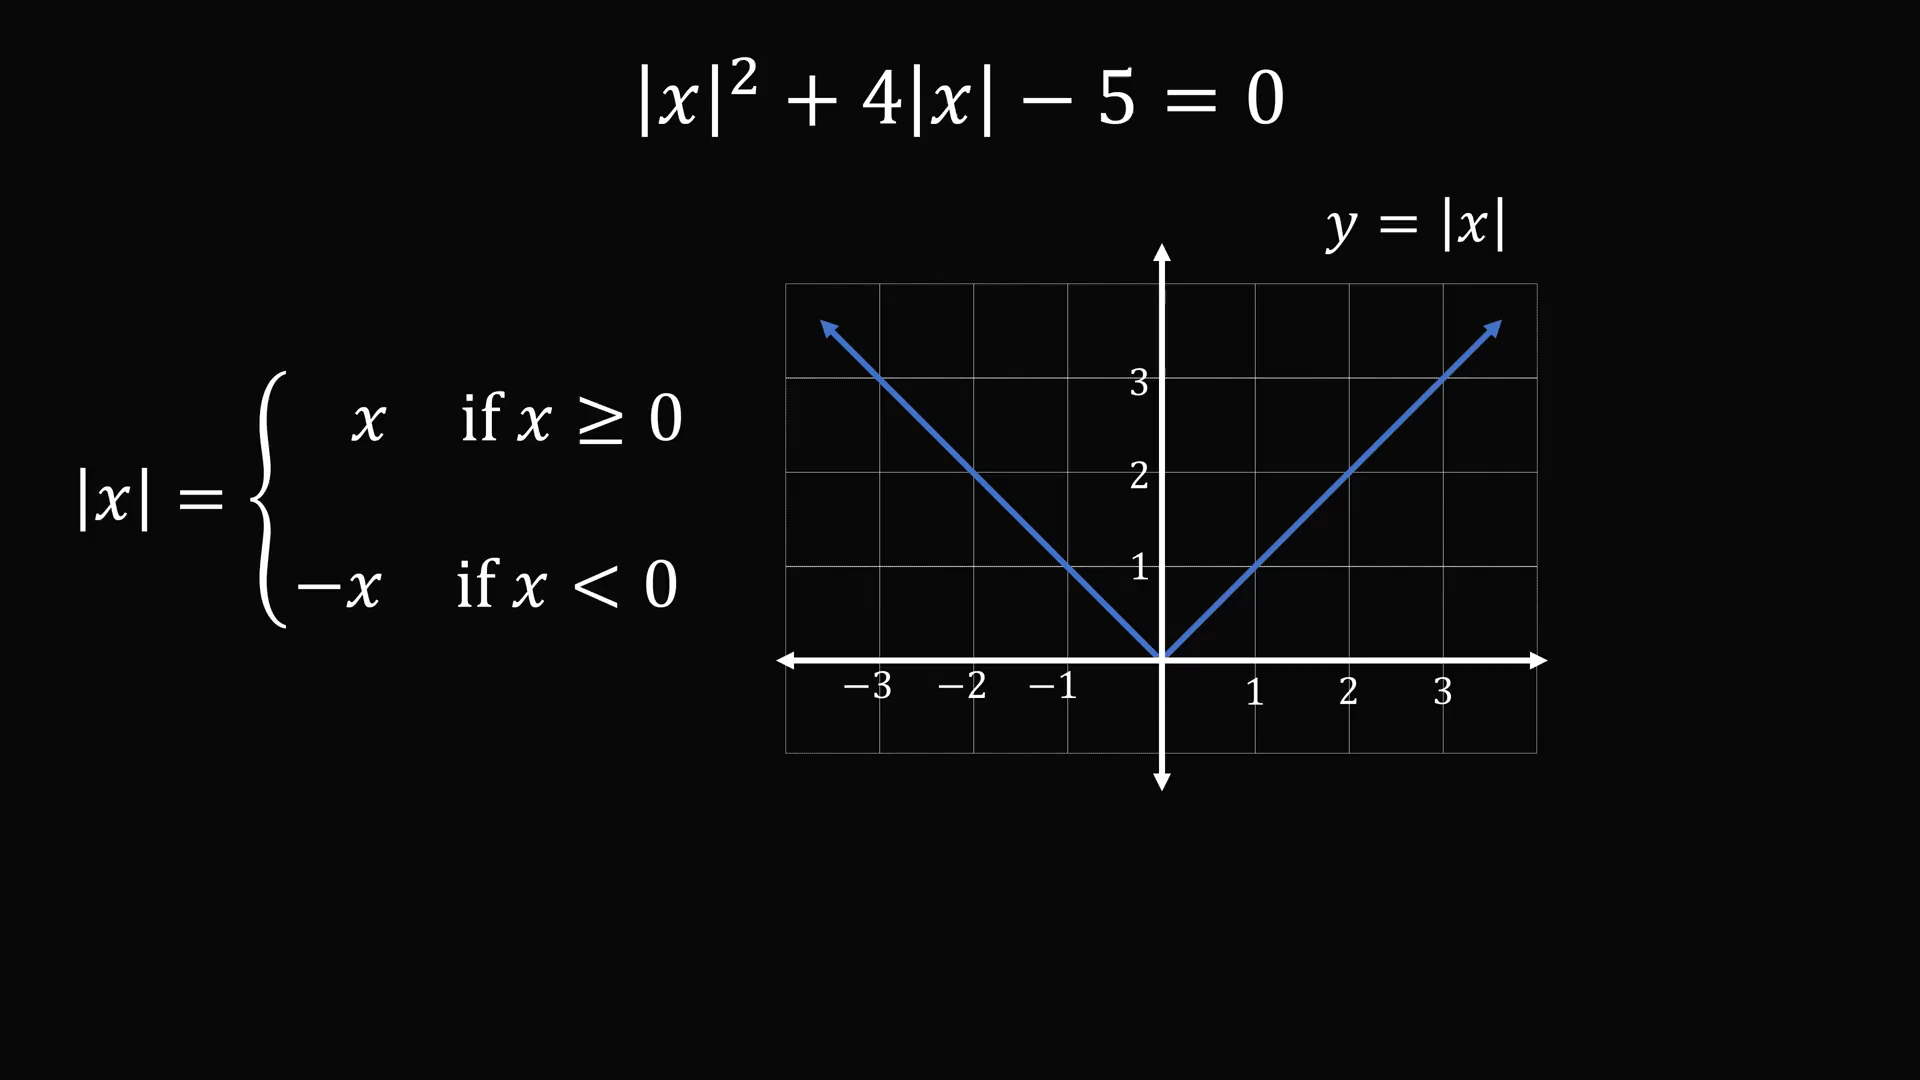 |x|² + 4|x| − 5 = 0
y = |x|
|x| = { x if x ≥ 0
−x if x < 0
3
2
1
−3 −2 −1 1 2 3